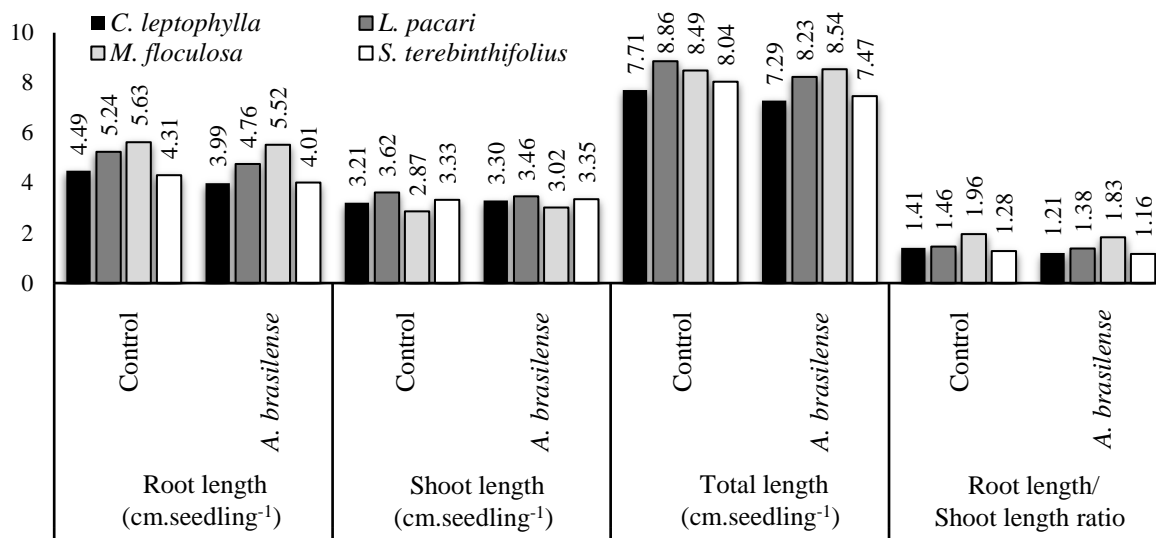 C. leptophylla
L. pacari
M. floculosa
S. terebinthifolius
10
8
6
4
2
0
4.49
5.24
5.63
4.31
3.99
4.76
5.52
4.01
3.21
3.62
2.87
3.33
3.30
3.46
3.02
3.35
7.71
8.86
8.49
8.04
7.29
8.23
8.54
7.47
1.41
1.46
1.96
1.28
1.21
1.38
1.83
1.16
Control
A. brasilense
Control
A. brasilense
Control
A. brasilense
Control
A. brasilense
Root length
(cm.seedling⁻¹)
Shoot length
(cm.seedling⁻¹)
Total length
(cm.seedling⁻¹)
Root length/
Shoot length ratio